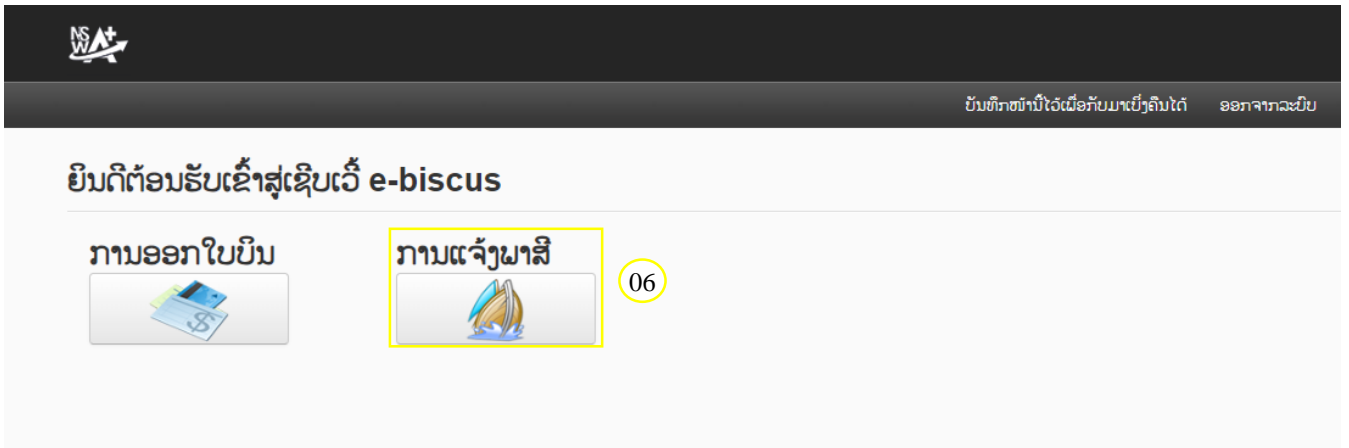 NS
WA+
ບັນທຶກໜ້ານີ້ໄວ້ເພື່ອກັບມາເບິ່ງຄືນໄດ້ ອອກຈາກລະບົບ
ຍິນດີຕ້ອນຮັບເຂົ້າສູ່ເຊີບເວີ້ e-biscus
ການອອກໃບບິນ ການແຈ້ງພາສີ
06